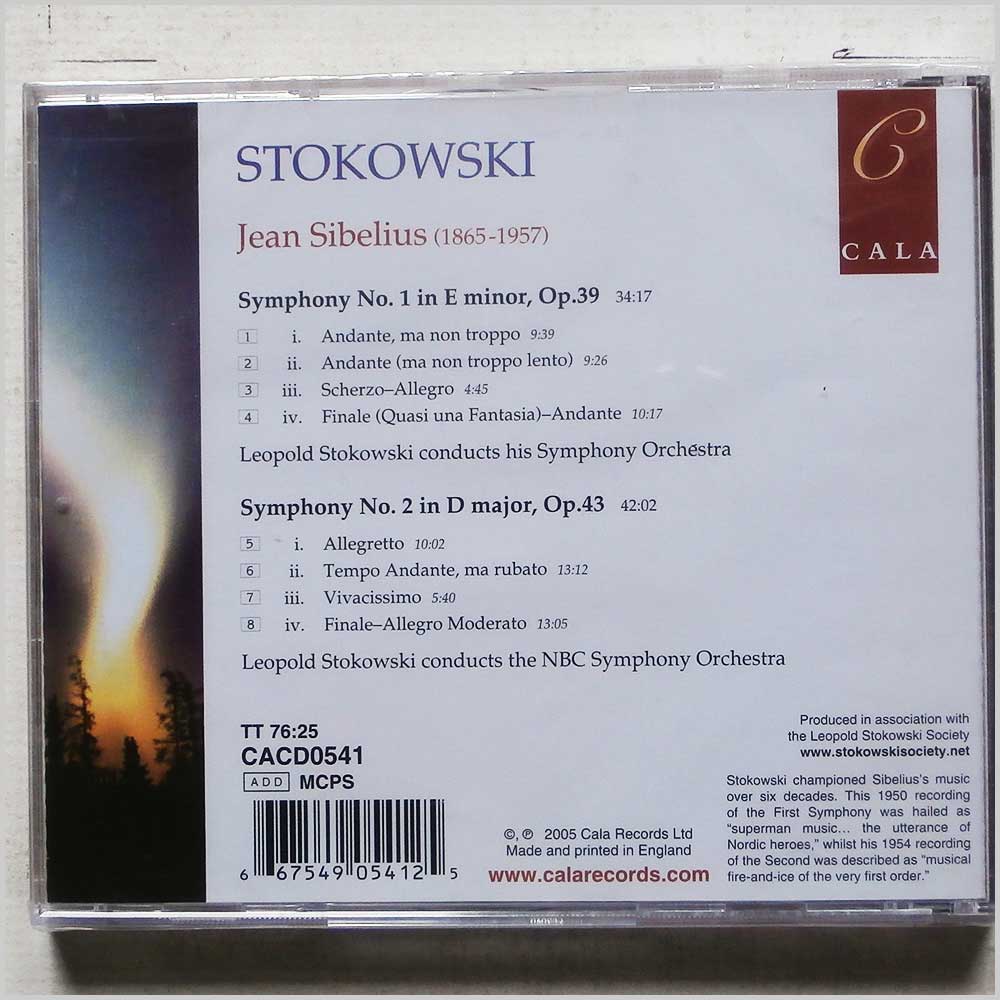 STOKOWSKI
C
CALA
Jean Sibelius (1865-1957)
Symphony No. 1 in E minor, Op.39 34:17
1 i. Andante, ma non troppo 9:39
2 ii. Andante (ma non troppo lento) 9:26
3 iii. Scherzo–Allegro 4:45
4 iv. Finale (Quasi una Fantasia)–Andante 10:17
Leopold Stokowski conducts his Symphony Orchestra
Symphony No. 2 in D major, Op.43 42:02
5 i. Allegretto 10:02
6 ii. Tempo Andante, ma rubato 13:12
7 iii. Vivacissimo 5:40
8 iv. Finale–Allegro Moderato 13:05
Leopold Stokowski conducts the NBC Symphony Orchestra
TT 76:25
CACD0541
ADD MCPS
6 67549 05412 5
©, ℗ 2005 Cala Records Ltd
Made and printed in England
www.calarecords.com
Produced in association with
the Leopold Stokowski Society
www.stokowskisociety.net
Stokowski championed Sibelius's music
over six decades. This 1950 recording
of the First Symphony was hailed as
"superman music... the utterance of
Nordic heroes," whilst his 1954 recording
of the Second was described as "musical
fire-and-ice of the very first order."